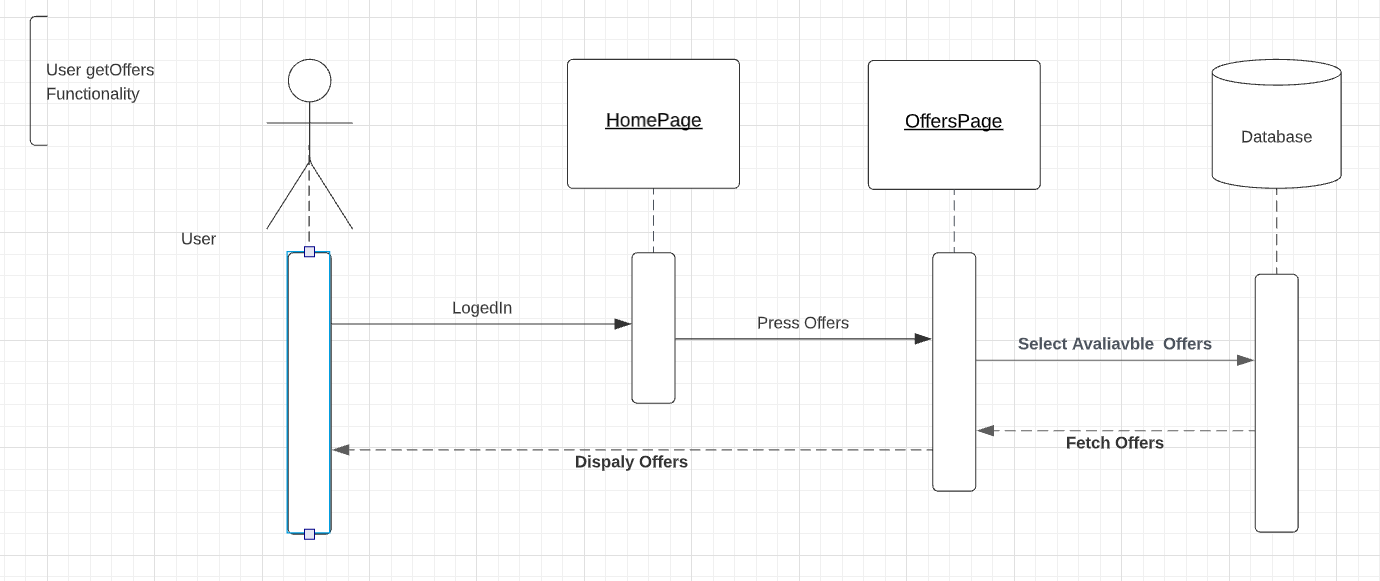 User getOffers
Functionality
HomePage
OffersPage
Database
User
LogedIn
Press Offers
Select Avaliavble  Offers
Fetch Offers
Dispaly Offers